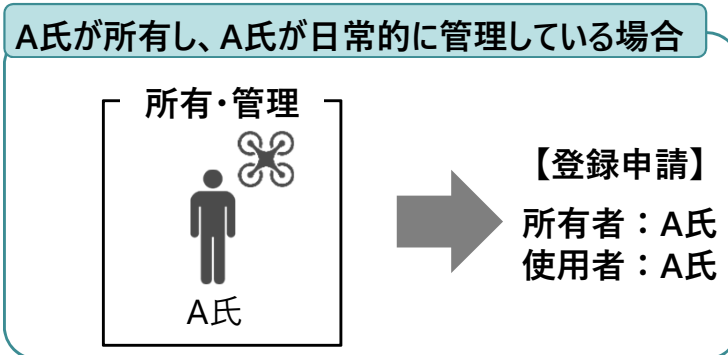 A氏が所有し、A氏が日常的に管理している場合
所有・管理
A氏
【登録申請】
所有者：A氏
使用者：A氏